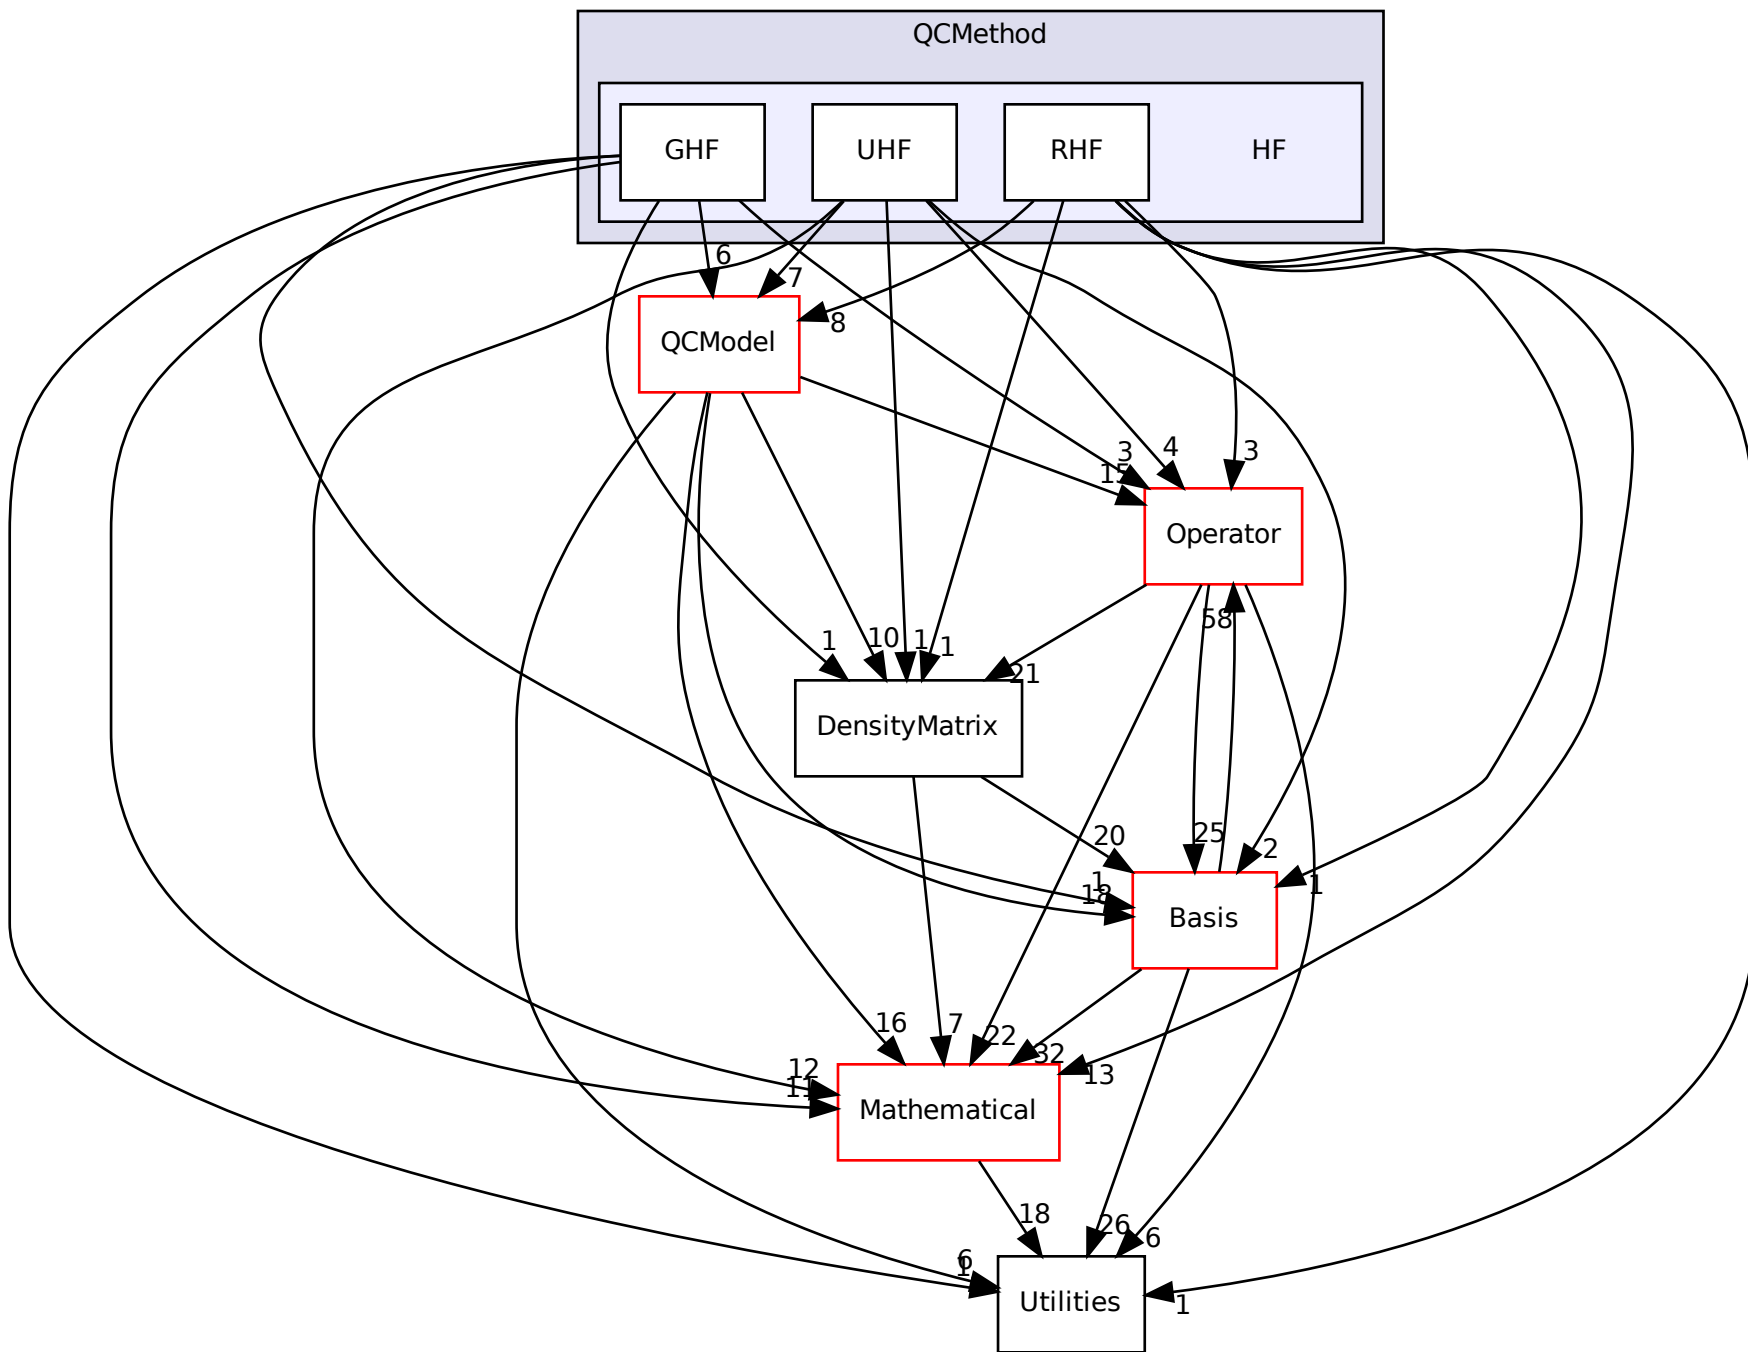 QCMethod
GHF
UHF
RHF
HF
6
7
8
QCModel
3
4
3
15
Operator
58
1
10
1
1
21
DensityMatrix
20
25
2
1
18
1
Basis
16
7
22
32
13
12
11
Mathematical
18
26
6
6
1
1
Utilities